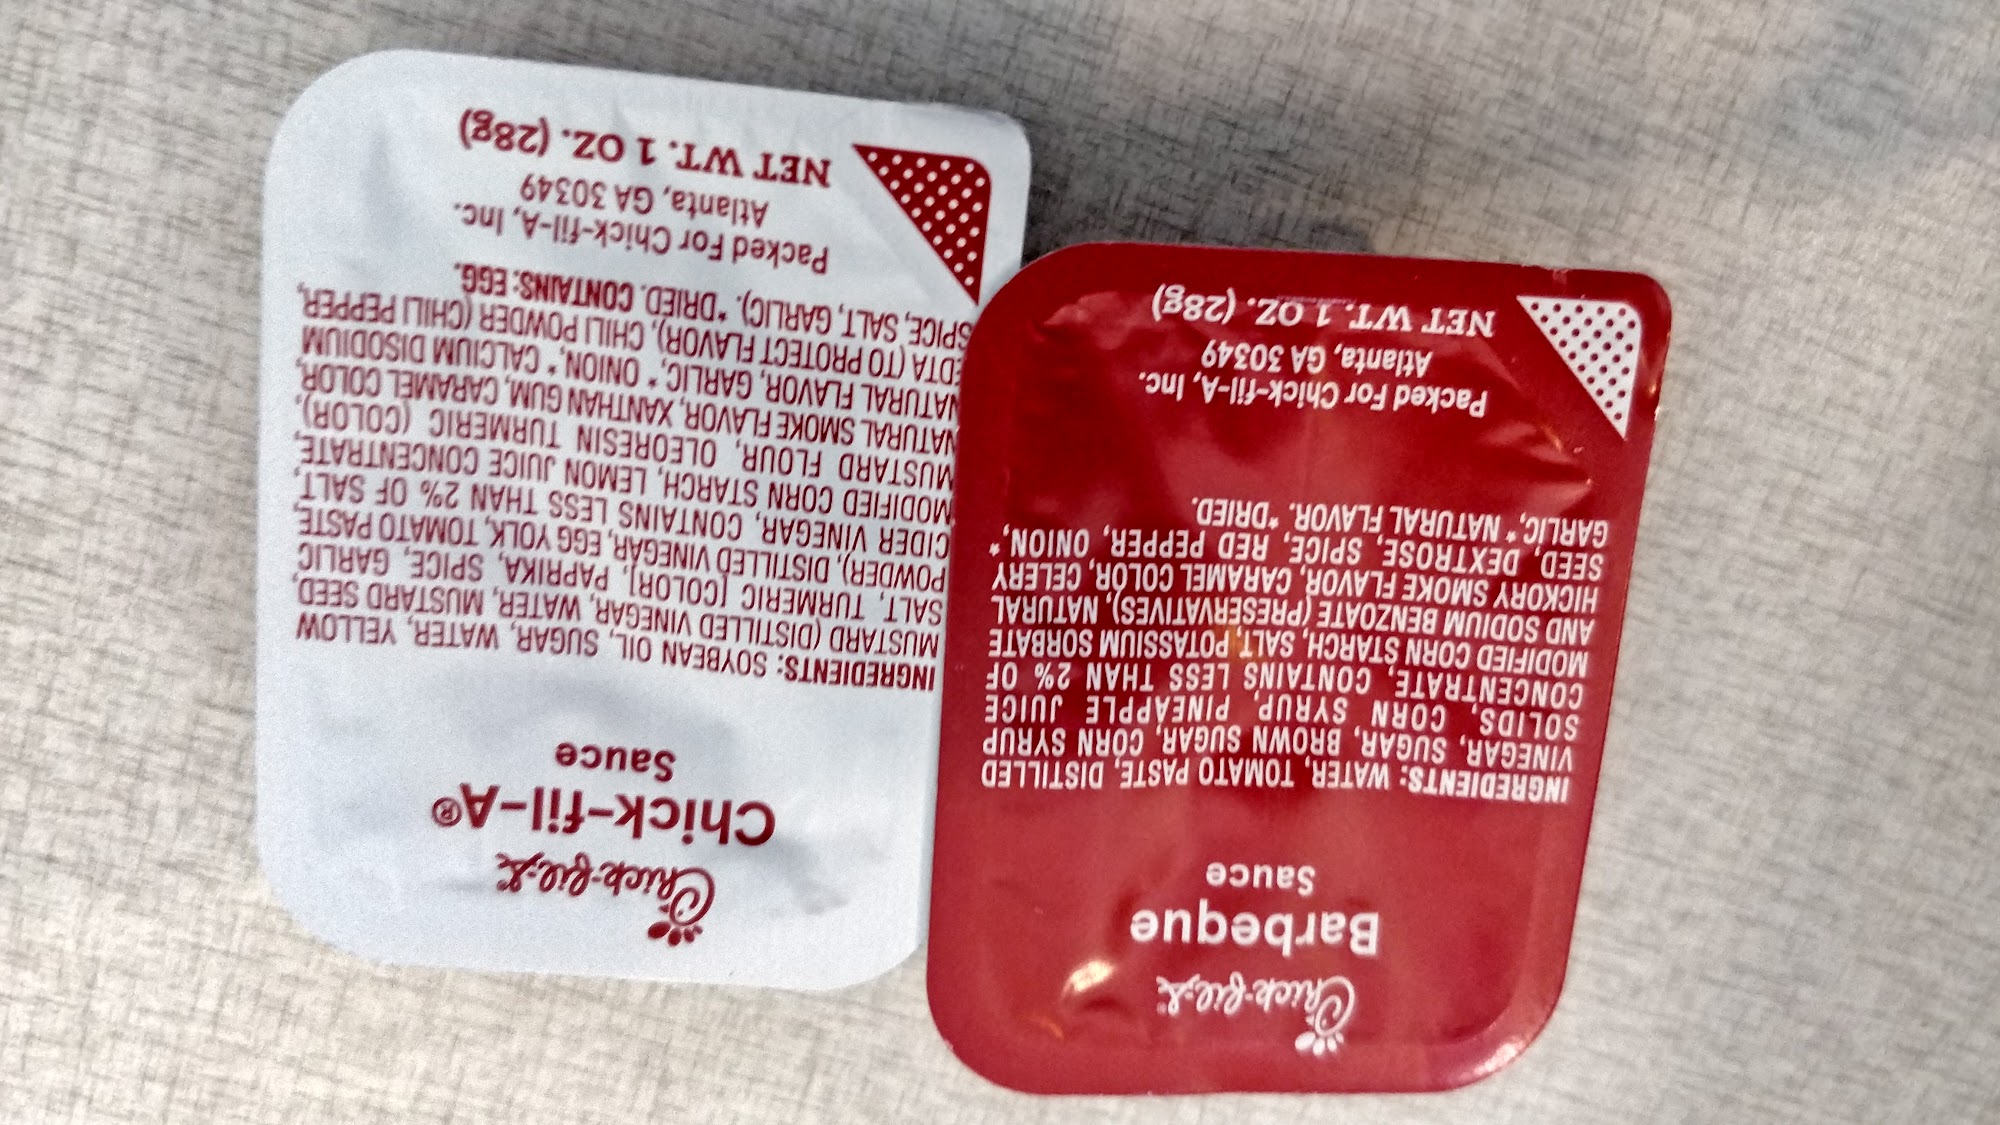 Chick-fil-A
Chick-fil-A®
Sauce
INGREDIENTS: SOYBEAN OIL, SUGAR, WATER, YELLOW
MUSTARD (DISTILLED VINEGAR, WATER, MUSTARD SEED,
SALT, TURMERIC [COLOR], PAPRIKA, SPICE, GARLIC
POWDER), DISTILLED VINEGAR, EGG YOLK, TOMATO PASTE,
CIDER VINEGAR, CONTAINS LESS THAN 2% OF SALT,
MODIFIED CORN STARCH, LEMON JUICE CONCENTRATE,
MUSTARD FLOUR, OLEORESIN TURMERIC (COLOR),
NATURAL SMOKE FLAVOR, XANTHAN GUM, CARAMEL COLOR,
NATURAL FLAVOR, GARLIC,* ONION,* CALCIUM DISODIUM
EDTA (TO PROTECT FLAVOR), CHILI POWDER (CHILI PEPPER,
SPICE, SALT, GARLIC). *DRIED. CONTAINS: EGG.
Packed For Chick-fil-A, Inc.
Atlanta, GA 30349
NET WT. 1 OZ. (28g)
Chick-fil-A
Barbeque
Sauce
INGREDIENTS: WATER, TOMATO PASTE, DISTILLED
VINEGAR, SUGAR, BROWN SUGAR, CORN SYRUP
SOLIDS, CORN SYRUP, PINEAPPLE JUICE
CONCENTRATE, CONTAINS LESS THAN 2% OF
MODIFIED CORN STARCH, SALT, POTASSIUM SORBATE
AND SODIUM BENZOATE (PRESERVATIVES), NATURAL
HICKORY SMOKE FLAVOR, CARAMEL COLOR, CELERY
SEED, DEXTROSE, SPICE, RED PEPPER, ONION,*
GARLIC,* NATURAL FLAVOR. *DRIED.
Packed For Chick-fil-A, Inc.
Atlanta, GA 30349
NET WT. 1 OZ. (28g)